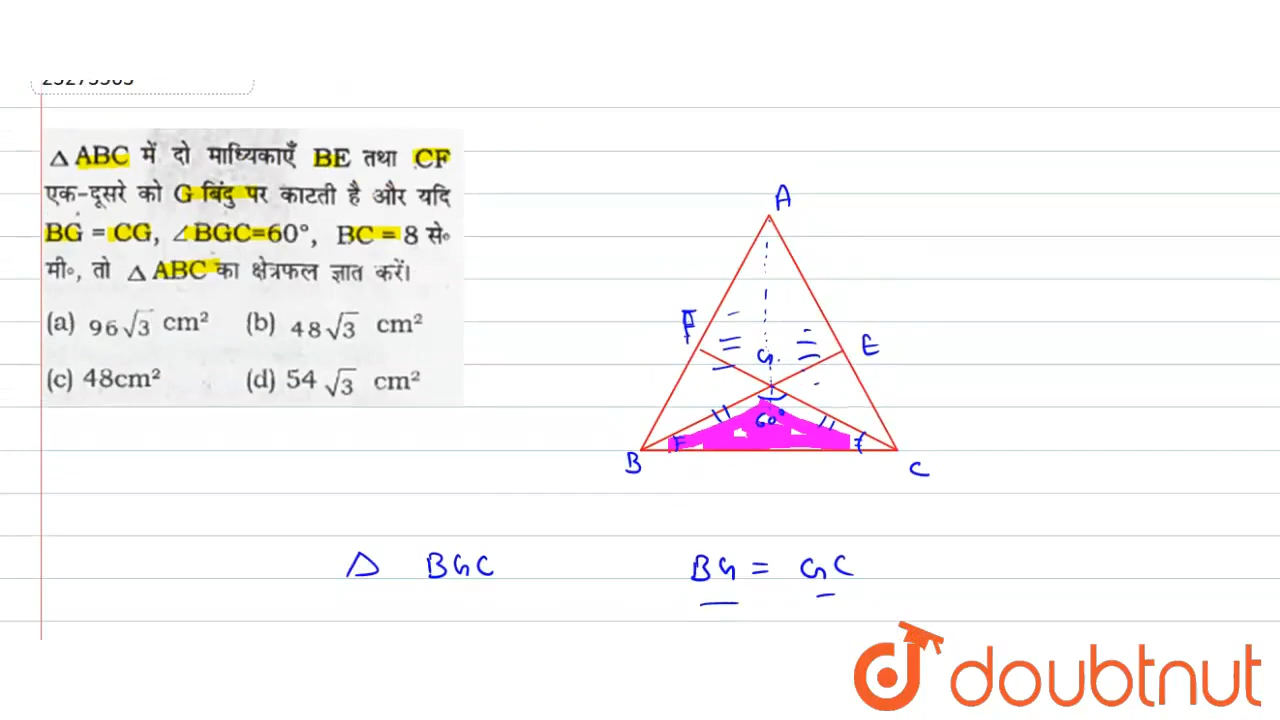 △ ABC में दो माध्यिकाएँ BE तथा CF
एक-दूसरे को G बिंदु पर काटती है और यदि
BG = CG, ∠BGC=60°, BC = 8 से॰
मी॰, तो △ ABC का क्षेत्रफल ज्ञात करें।
(a) 96√3 cm² (b) 48√3 cm²
(c) 48cm² (d) 54√3 cm²
A
F
E
G
60°
B
C
△ BGC BG = GC
doubtnut